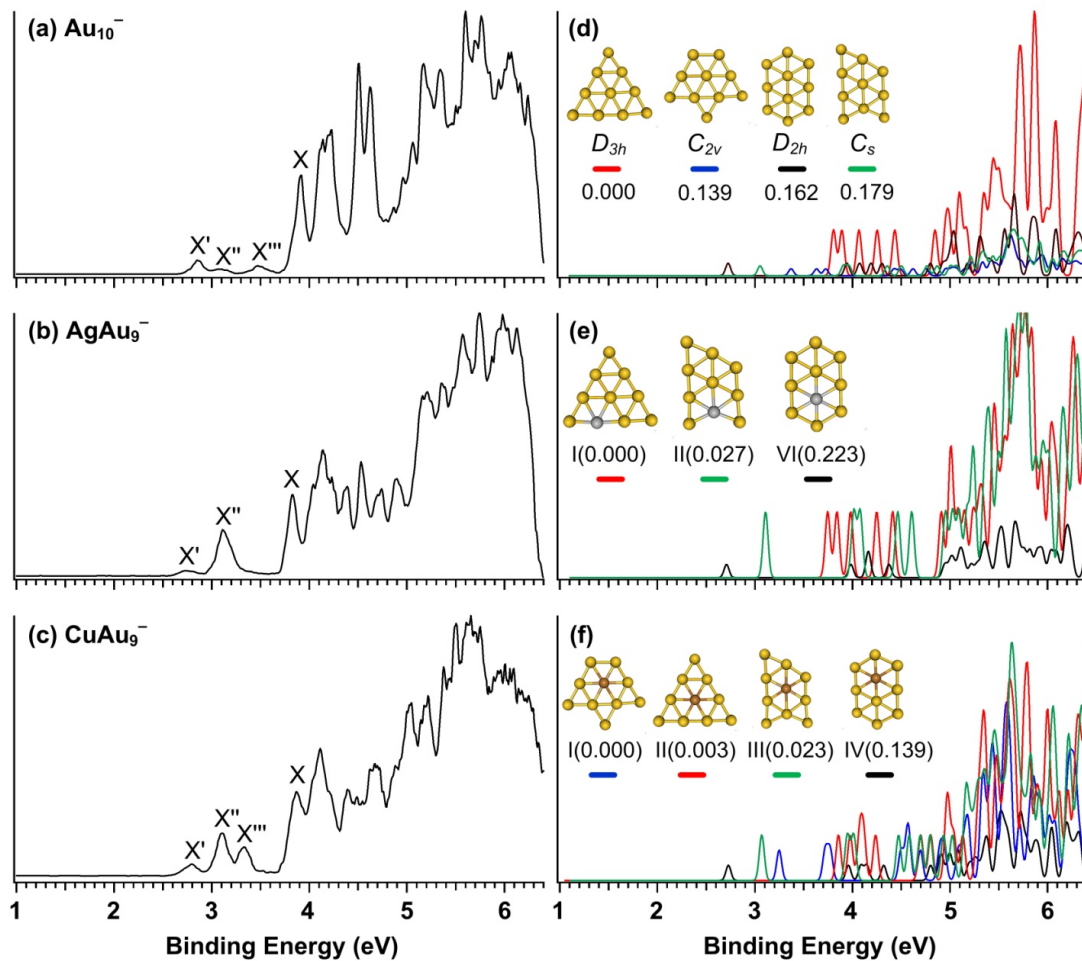 (a) Au₁₀⁻
X' X'' X''' X
(b) AgAu₉⁻
X' X'' X
(c) CuAu₉⁻
X' X'' X''' X
1 2 3 4 5 6
Binding Energy (eV)
(d)
D₃ₕ C₂ᵥ D₂ₕ Cₛ
0.000 0.139 0.162 0.179
(e)
I(0.000) II(0.027) VI(0.223)
(f)
I(0.000) II(0.003) III(0.023) IV(0.139)
1 2 3 4 5 6
Binding Energy (eV)